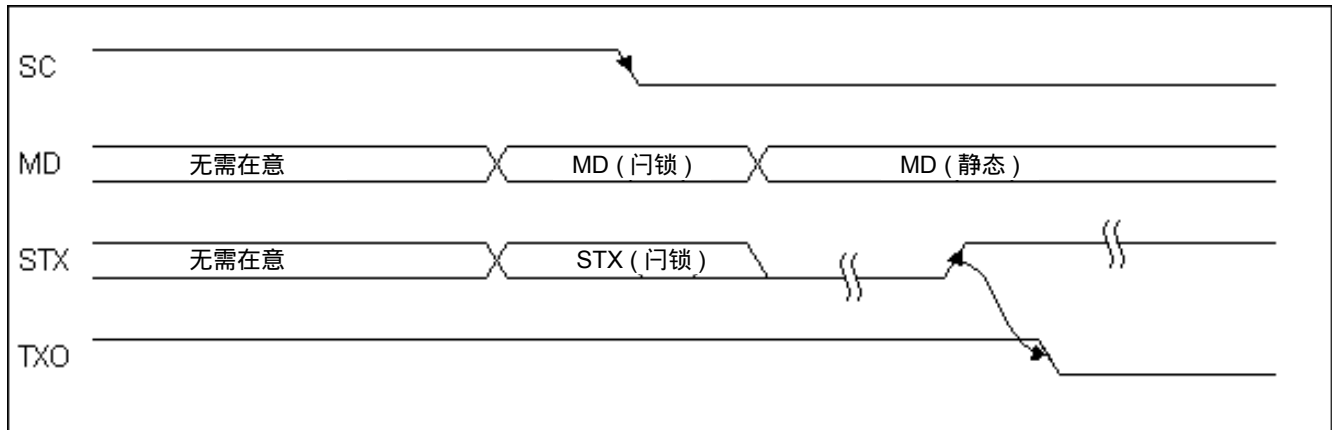 SC
MD 无需在意 MD ( 闩锁 ) MD ( 静态 )
STX 无需在意 STX ( 闩锁 )
TXO